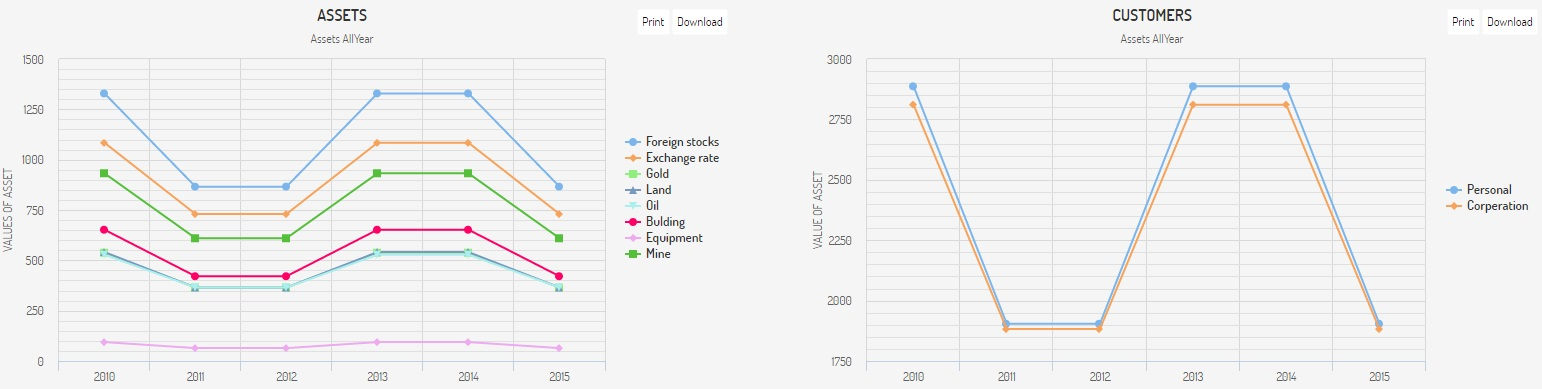 ASSETS
Assets AllYear
Print
Download
VALUES OF ASSET
1500
1250
1000
750
500
250
0
2010
2011
2012
2013
2014
2015
Foreign stocks
Exchange rate
Gold
Land
Oil
Bulding
Equipment
Mine
CUSTOMERS
Assets AllYear
Print
Download
VALUE OF ASSET
3000
2750
2500
2250
2000
1750
2010
2011
2012
2013
2014
2015
Personal
Corperation